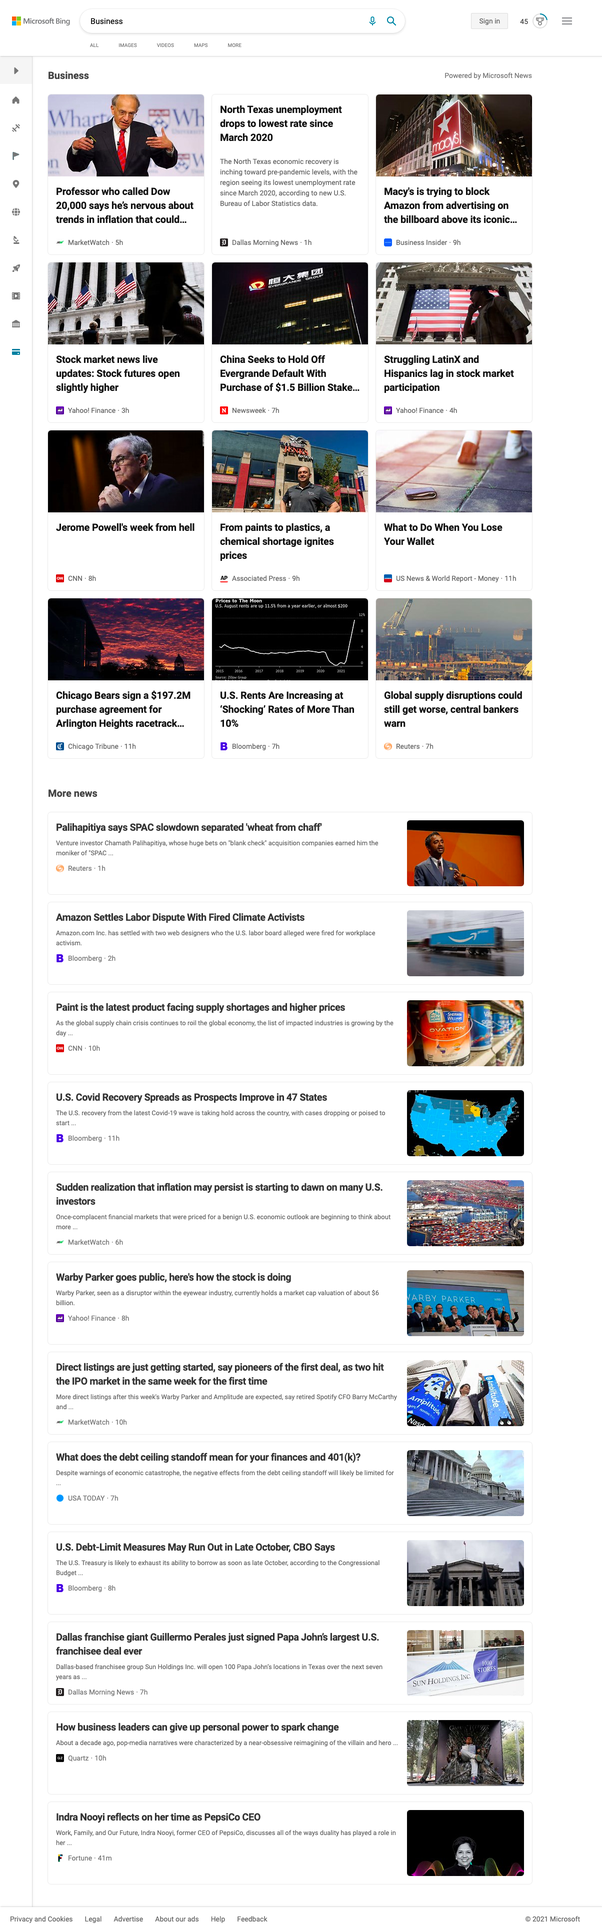 Microsoft Bing
Business
Sign in
45
ALL IMAGES VIDEOS MAPS MORE
Business
Powered by Microsoft News
Professor who called Dow
20,000 says he's nervous about
trends in inflation that could...
MarketWatch · 5h
North Texas unemployment
drops to lowest rate since
March 2020
The North Texas economic recovery is
inching toward pre-pandemic levels, with
the region seeing its lowest unemployment rate
since March 2020, according to new U.S.
Bureau of Labor Statistics data.
Dallas Morning News · 1h
macy's
Macy's is trying to block
Amazon from advertising on
the billboard above its iconic...
Business Insider · 9h
Stock market news live
updates: Stock futures open
slightly higher
Yahoo! Finance · 3h
恒大集团
China Seeks to Hold Off
Evergrande Default With
Purchase of $1.5 Billion Stake...
Newsweek · 7h
Struggling LatinX and
Hispanics lag in stock market
participation
Yahoo! Finance · 4h
Jerome Powell's week from hell
CNN · 8h
From paints to plastics, a
chemical shortage ignites
prices
AP Associated Press · 9h
What to Do When You Lose
Your Wallet
US News & World Report - Money · 11h
Chicago Bears sign a $197.2M
purchase agreement for
Arlington Heights racetrack...
Chicago Tribune · 11h
Prices to The Moon
U.S. August rents are up 11.5% from a year earlier, or almost $200
2015 2016 2017 2018 2019 2020 2021
U.S. Rents Are Increasing at
'Shocking' Rates of More Than
10%
Bloomberg · 7h
Global supply disruptions could
still get worse, central bankers
warn
Reuters · 7h
More news
Palihapitiya says SPAC slowdown separated 'wheat from chaff'
Venture investor Chamath Palihapitiya, whose huge bets on "blank check" acquisition companies earned him the
moniker of "SPAC ...
Reuters · 1h
Amazon Settles Labor Dispute With Fired Climate Activists
Amazon.com Inc. has settled with two web designers who the U.S. labor board alleged were fired for workplace
activism.
Bloomberg · 2h
Paint is the latest product facing supply shortages and higher prices
As the global supply chain crisis continues to roil the global economy, the list of impacted industries is growing by the
day ...
CNN · 10h
OVATION
U.S. Covid Recovery Spreads as Prospects Improve in 47 States
The U.S. recovery from the latest Covid-19 wave is taking hold across the country, with cases dropping or poised to
start ...
Bloomberg · 11h
Sudden realization that inflation may persist is starting to dawn on many U.S.
investors
Once-complacent financial markets that were priced for a benign U.S. economic outlook are beginning to think about
more ...
MarketWatch · 6h
Warby Parker goes public, here's how the stock is doing
Warby Parker, seen as a disruptor within the eyewear industry, currently holds a market cap valuation of about $6
billion.
Yahoo! Finance · 8h
WARBY PARKER
Direct listings are just getting started, say pioneers of the first deal, as two hit
the IPO market in the same week for the first time
More direct listings after this week's Warby Parker and Amplitude are expected, say retired Spotify CFO Barry McCarthy
and ...
MarketWatch · 10h
Amplitude
What does the debt ceiling standoff mean for your finances and 401(k)?
Despite warnings of economic catastrophe, the negative effects from the debt ceiling standoff will likely be limited for
...
USA TODAY · 7h
U.S. Debt-Limit Measures May Run Out in Late October, CBO Says
The U.S. Treasury is likely to exhaust its ability to borrow as soon as late October, according to the Congressional
Budget ...
Bloomberg · 8h
Dallas franchise giant Guillermo Perales just signed Papa John's largest U.S.
franchisee deal ever
Dallas-based franchisee group Sun Holdings Inc. will open 100 Papa John's locations in Texas over the next seven
years as ...
Dallas Morning News · 7h
SUN HOLDINGS, INC.
STORES
How business leaders can give up personal power to spark change
About a decade ago, pop-media narratives were characterized by a near-obsessive reimagining of the villain and hero ...
Quartz · 10h
Indra Nooyi reflects on her time as PepsiCo CEO
Work, Family, and Our Future, Indra Nooyi, former CEO of PepsiCo, discusses all of the ways duality has played a role in
her ...
Fortune · 41m
Privacy and Cookies Legal Advertise About our ads Help Feedback
© 2021 Microsoft